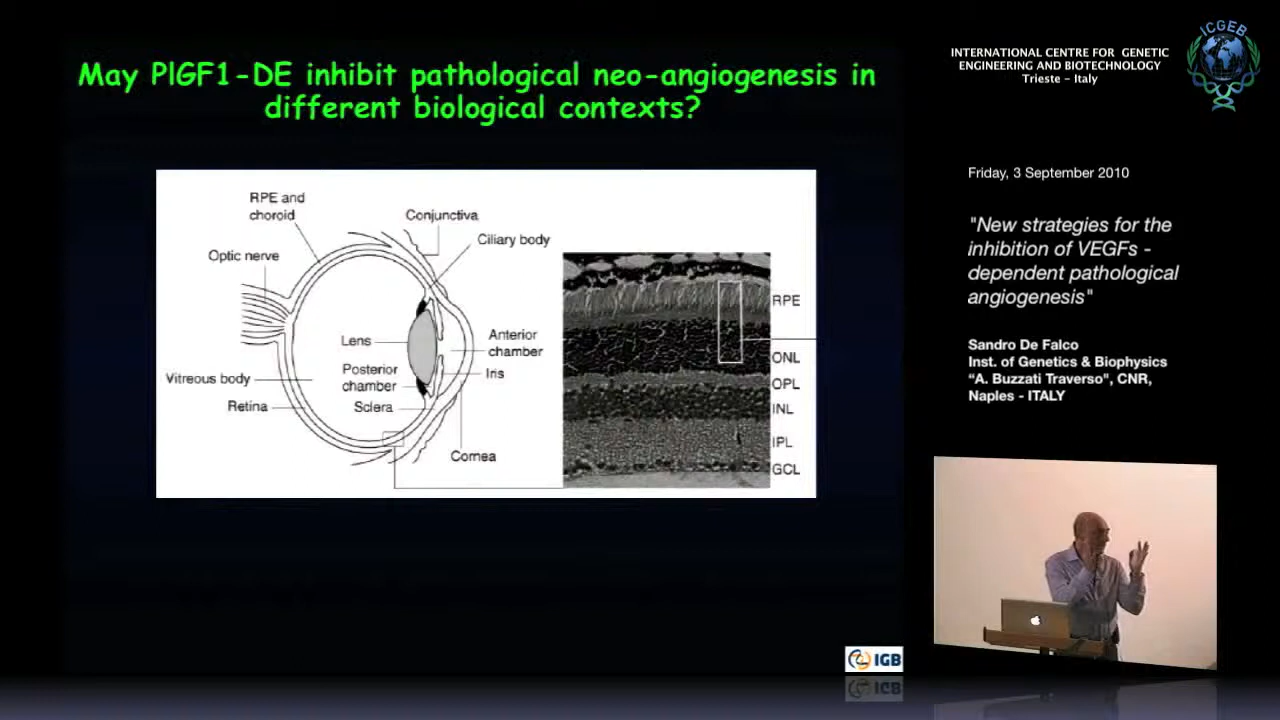 May PlGF1-DE inhibit pathological neo-angiogenesis in
different biological contexts?
RPE and
choroid
Conjunctiva
Ciliary body
Optic nerve
Lens
Anterior
chamber
Posterior
chamber
Iris
Vitreous body
Retina
Sclera
Cornea
RPE
ONL
OPL
INL
IPL
GCL
IGB
INTERNATIONAL CENTRE FOR GENETIC
ENGINEERING AND BIOTECHNOLOGY
Trieste - Italy
ICGEB
Friday, 3 September 2010
"New strategies for the
inhibition of VEGFs -
dependent pathological
angiogenesis"
Sandro De Falco
Inst. of Genetics & Biophysics
“A. Buzzati Traverso", CNR,
Naples - ITALY